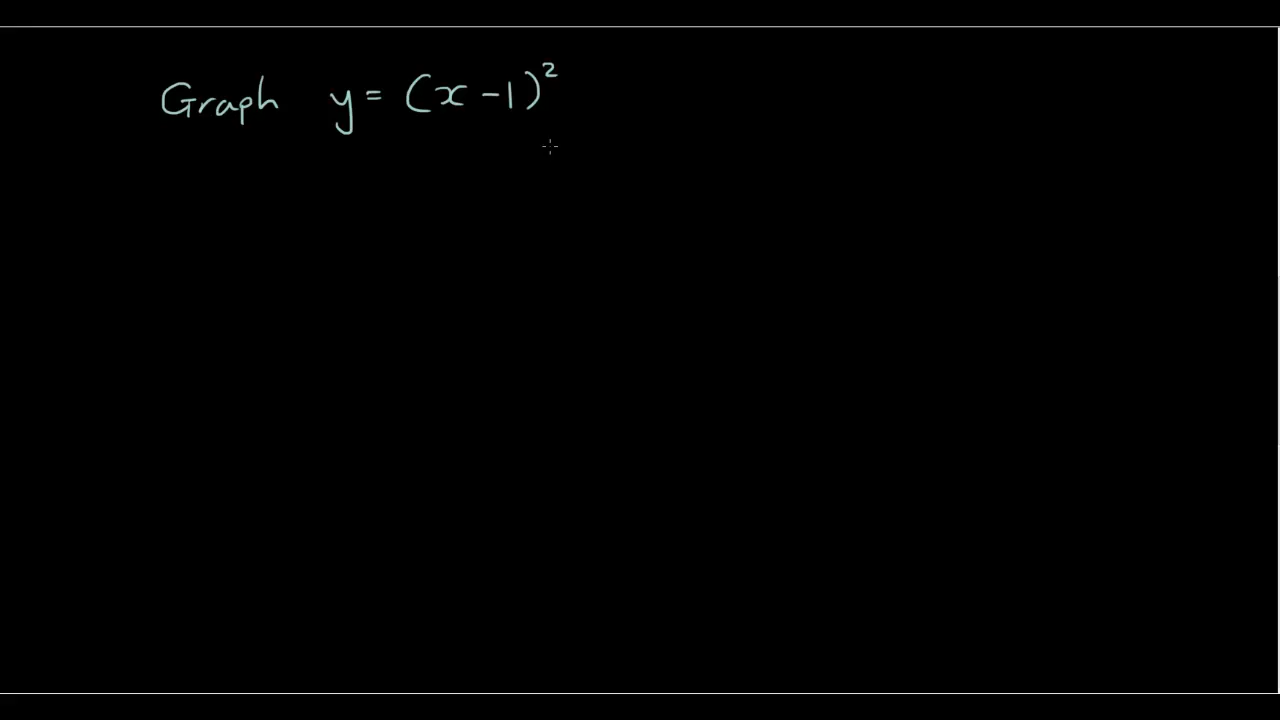 Graph y = (x - 1)²